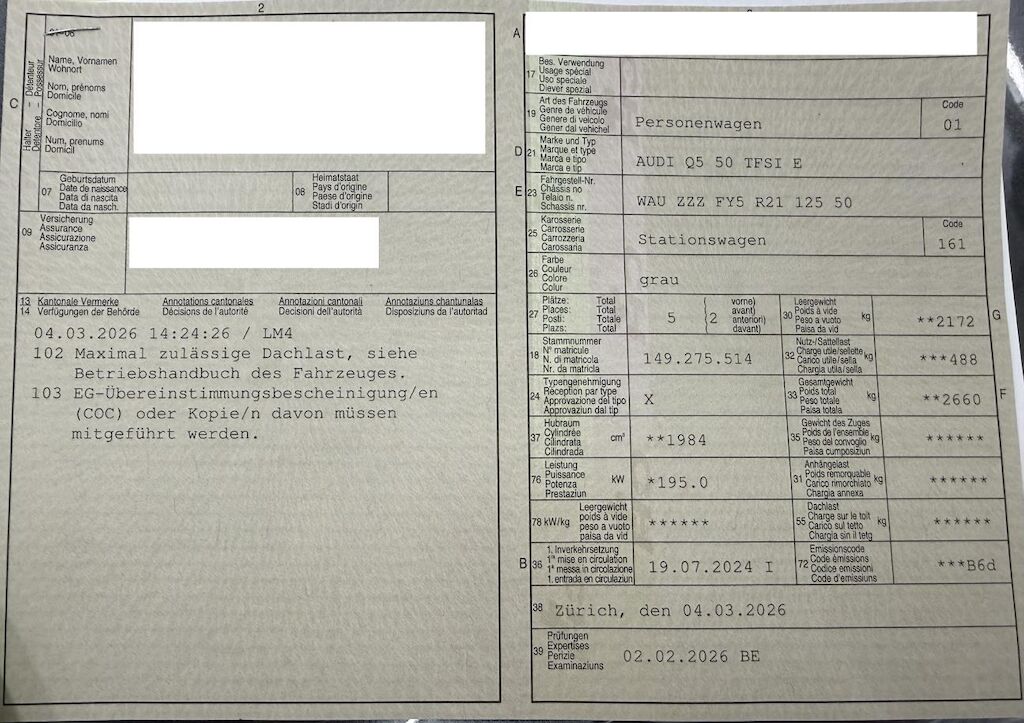 2
01-06
C
Halter – Détenteur
Detentore – Possessur
Name, Vornamen
Wohnort
Nom, prénoms
Domicile
Cognome, nomi
Domicilio
Num, prenums
Domicil
07
Geburtsdatum
Date de naissance
Data di nascita
Data da nasch.
08
Heimatstaat
Pays d'origine
Paese d'origine
Stadi d'origin
09
Versicherung
Assurance
Assicurazione
Assicuranza
13 Kantonale Vermerke Annotations cantonales Annotazioni cantonali Annotaziuns chantunalas
14 Verfügungen der Behörde Décisions de l'autorité Decisioni dell'autorità Disposiziuns da l'autoritad
04.03.2026 14:24:26 / LM4
102 Maximal zulässige Dachlast, siehe
Betriebshandbuch des Fahrzeuges.
103 EG-Übereinstimmungsbescheinigung/en
(COC) oder Kopie/n davon müssen
mitgeführt werden.
A
17
Bes. Verwendung
Usage spécial
Uso speciale
Diever spezial
19
Art des Fahrzeugs
Genre de véhicule
Genere di veicolo
Gener dal vehichel
Personenwagen
Code
01
D 21
Marke und Typ
Marque et type
Marca e tipo
Marca e tip
AUDI Q5 50 TFSI E
E 23
Fahrgestell-Nr.
Châssis no
Telaio n.
Schassis nr.
WAU ZZZ FY5 R21 125 50
25
Karosserie
Carrosserie
Carrozzeria
Carossaria
Stationswagen
Code
161
26
Farbe
Couleur
Colore
Colur
grau
27
Plätze: Total
Places: Total
Posti: Totale
Plazs: Total
5
2
vorne)
avant)
anteriori)
davant)
30
Leergewicht
Poids à vide
Peso a vuoto
Paisa da vid
kg
**2172
G
18
Stammnummer
N° matricule
N. di matricola
Nr. da matricla
149.275.514
32
Nutz-/Sattellast
Charge utile/sellette
Carico utile/sella
Chargia utila/sella
kg
***488
24
Typengenehmigung
Réception par type
Approvazione del tipo
Approvaziun dal tip
X
33
Gesamtgewicht
Poids total
Peso totale
Paisa totala
kg
**2660
F
37
Hubraum
Cylindrée
Cilindrata
Cilindrada
cm³
**1984
35
Gewicht des Zuges
Poids de l'ensemble
Peso del convoglio
Paisa cumposiziun
kg
******
76
Leistung
Puissance
Potenza
Prestaziun
kW
*195.0
31
Anhängelast
Poids remorquable
Carico rimorchiato
Chargia annexa
kg
******
78 kW/kg
Leergewicht
poids à vide
peso a vuoto
paisa da vid
******
55
Dachlast
Charge sur le toit
Carico sul tetto
Chargia sin il tetg
kg
******
B 36
1. Inverkehrsetzung
1re mise en circulation
1a messa in circolazione
1. entrada en circulaziun
19.07.2024 I
72
Emissionscode
Code émissions
Codice emissioni
Code d'emissiuns
***B6d
38
Zürich, den 04.03.2026
39
Prüfungen
Expertises
Perizie
Examinaziuns
02.02.2026 BE